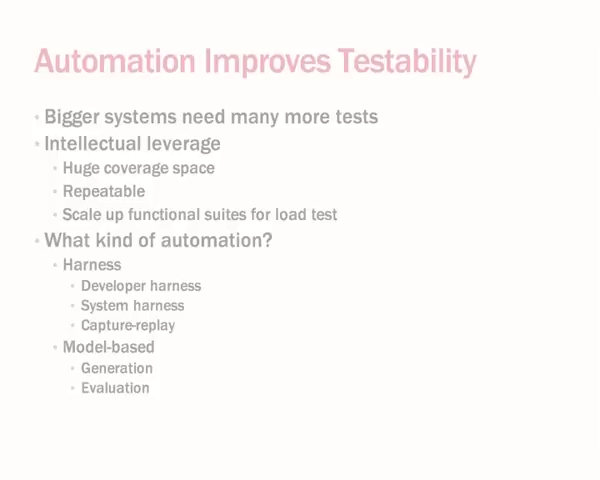 Automation Improves Testability
• Bigger systems need many more tests
• Intellectual leverage
• Huge coverage space
• Repeatable
• Scale up functional suites for load test
• What kind of automation?
• Harness
• Developer harness
• System harness
• Capture-replay
• Model-based
• Generation
• Evaluation